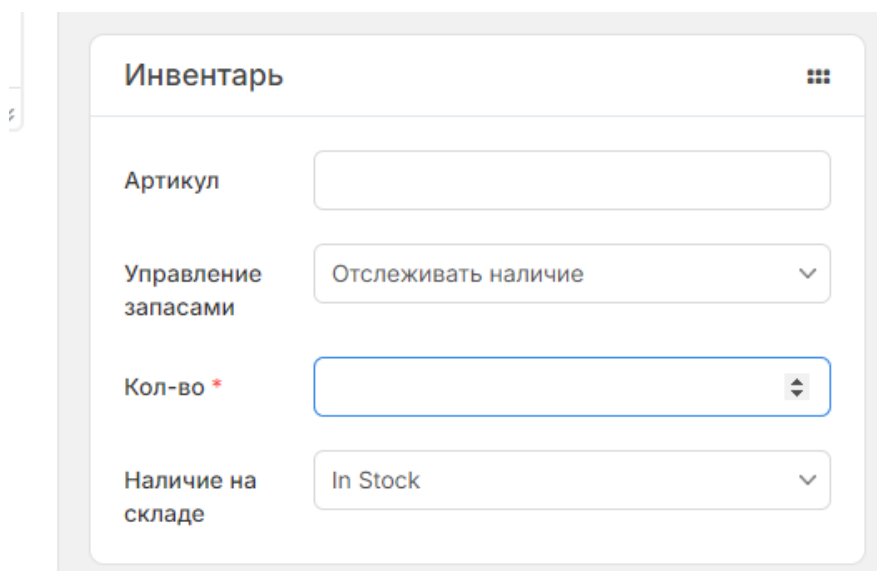 Инвентарь
Артикул
Управление
запасами
Отслеживать наличие
Кол-во *
Наличие на
складе
In Stock